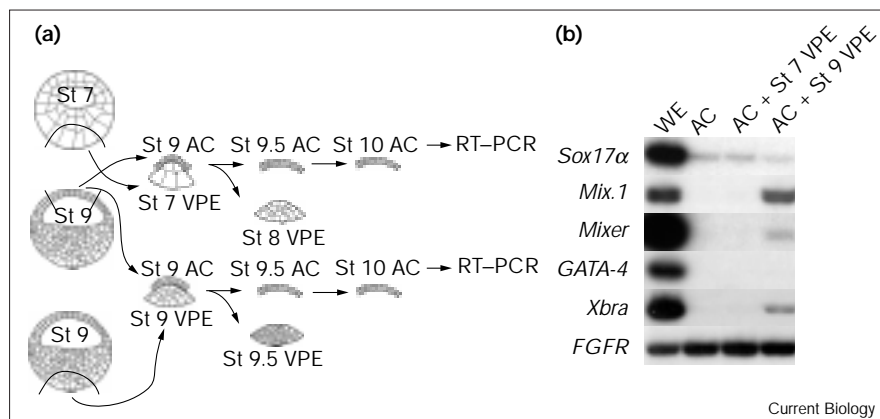 (a)
St 7
St 9 AC
St 9.5 AC
St 10 AC
RT–PCR
St 7 VPE
St 9
St 8 VPE
St 9 AC
St 9.5 AC
St 10 AC
RT–PCR
St 9
St 9 VPE
St 9.5 VPE
(b)
WE
AC
AC + St 7 VPE
AC + St 9 VPE
Sox17α
Mix.1
Mixer
GATA-4
Xbra
FGFR
Current Biology